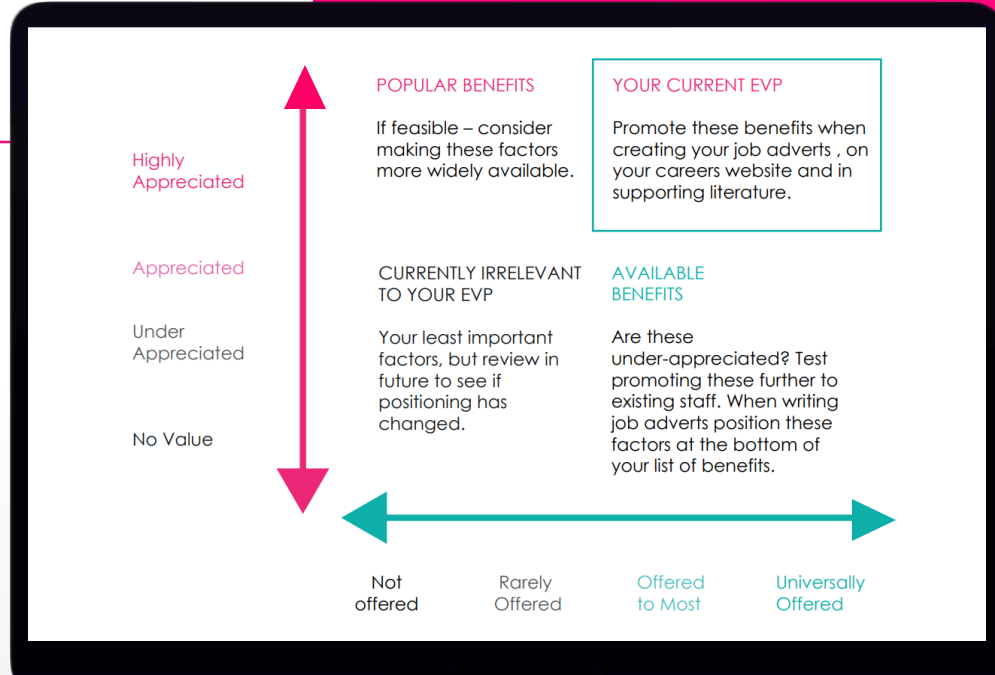 POPULAR BENEFITS
If feasible – consider
making these factors
more widely available.
YOUR CURRENT EVP
Promote these benefits when
creating your job adverts , on
your careers website and in
supporting literature.
Highly
Appreciated
Appreciated
Under
Appreciated
No Value
CURRENTLY IRRELEVANT
TO YOUR EVP
Your least important
factors, but review in
future to see if
positioning has
changed.
AVAILABLE
BENEFITS
Are these
under-appreciated? Test
promoting these further to
existing staff. When writing
job adverts position these
factors at the bottom of
your list of benefits.
Not
offered
Rarely
Offered
Offered
to Most
Universally
Offered